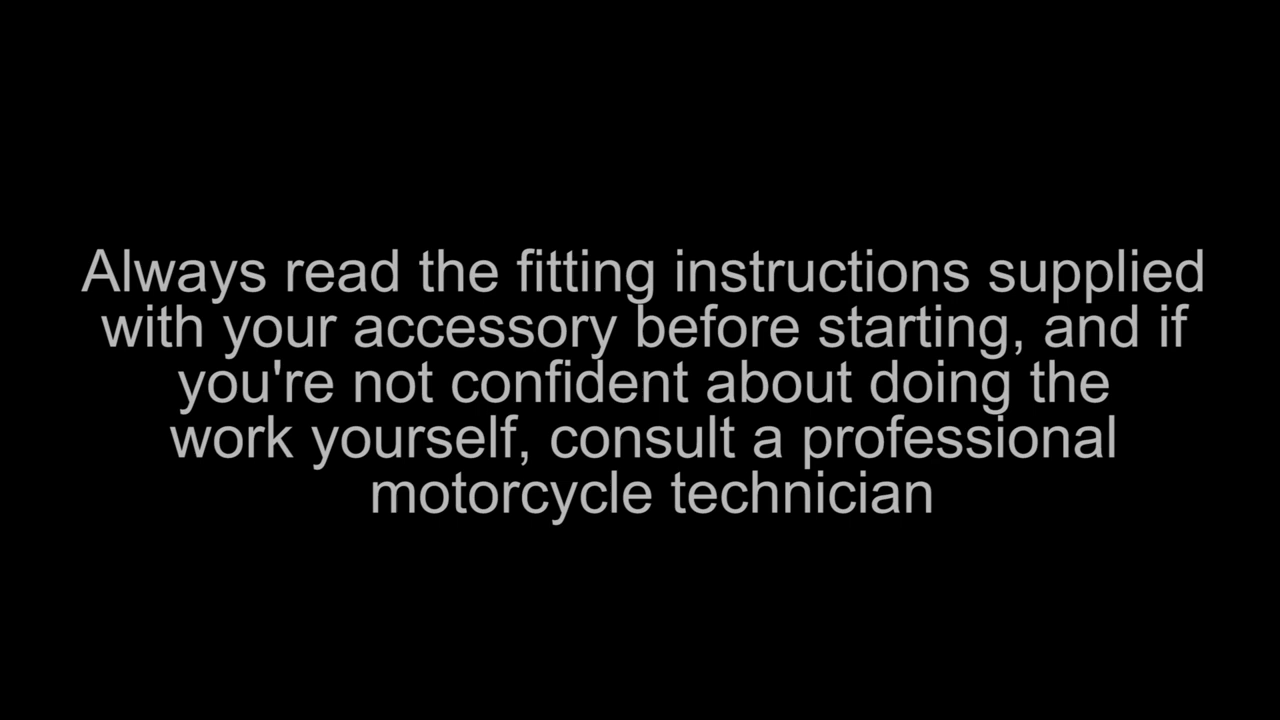 Always read the fitting instructions supplied
with your accessory before starting, and if
you're not confident about doing the
work yourself, consult a professional
motorcycle technician